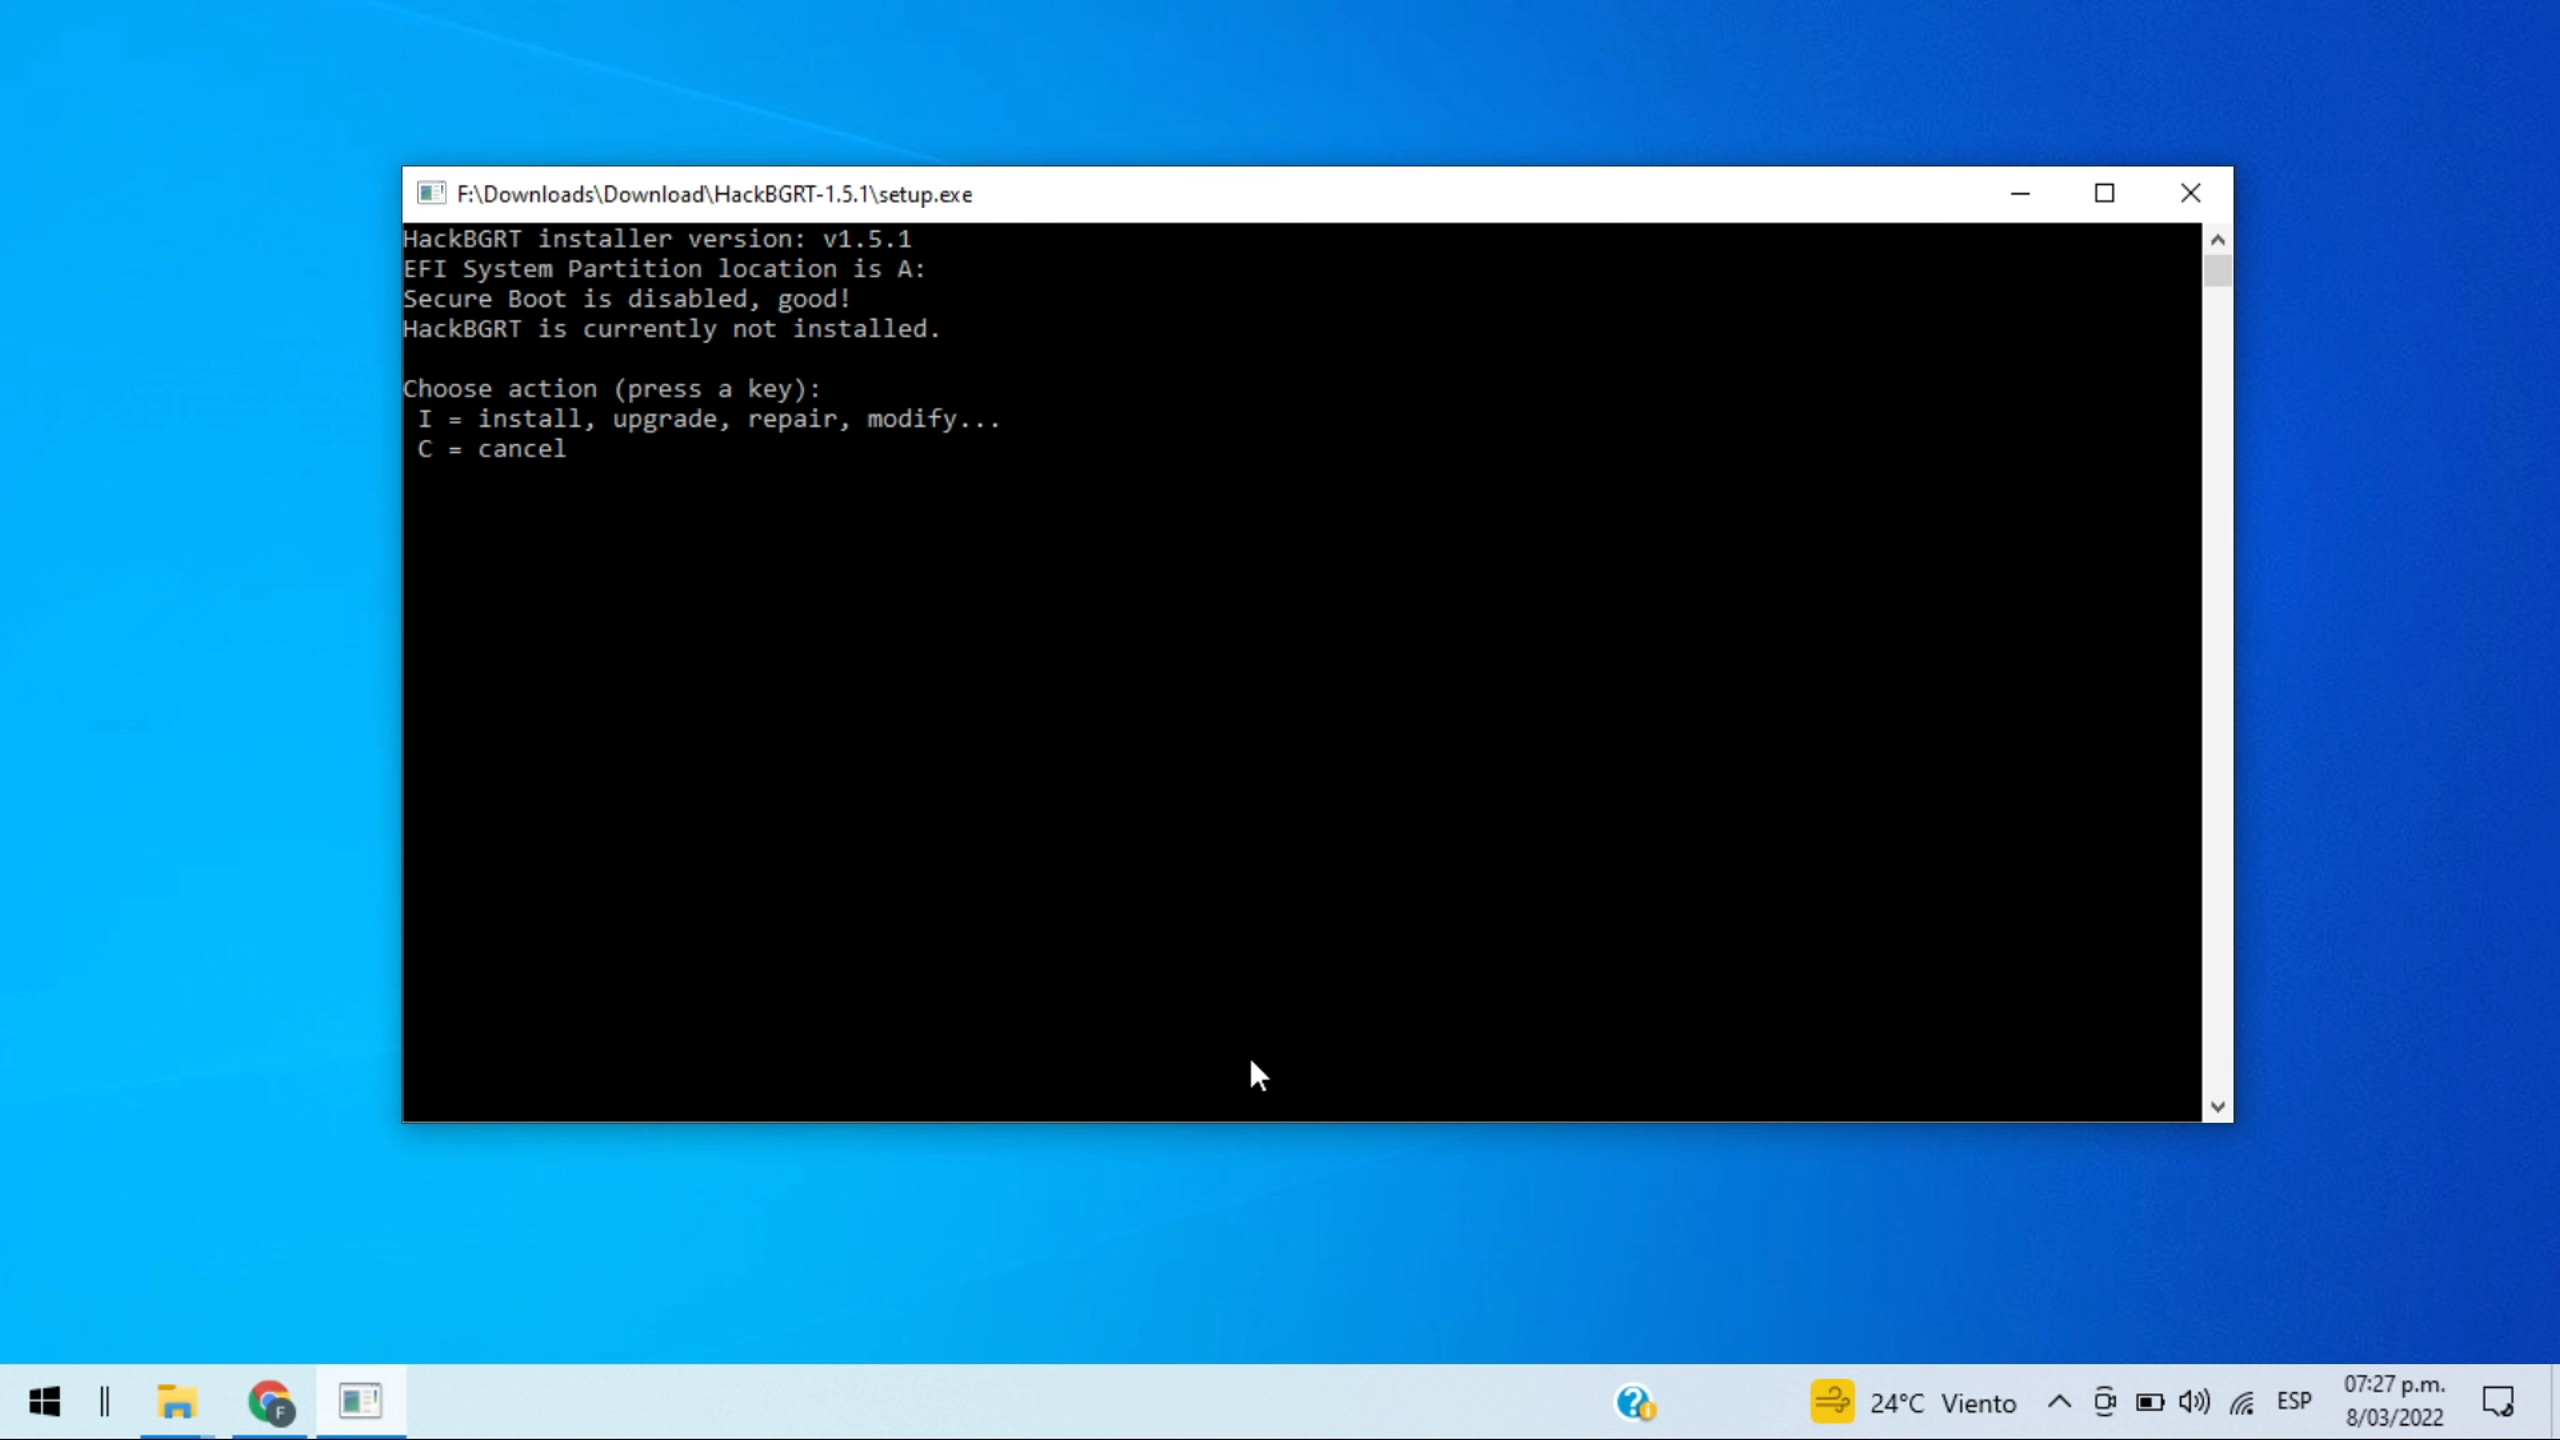 F:\Downloads\Download\HackBGRT-1.5.1\setup.exe
HackBGRT installer version: v1.5.1
EFI System Partition location is A:
Secure Boot is disabled, good!
HackBGRT is currently not installed.
Choose action (press a key):
I = install, upgrade, repair, modify...
C = cancel
F
24°C Viento
ESP
07:27 p.m.
8/03/2022